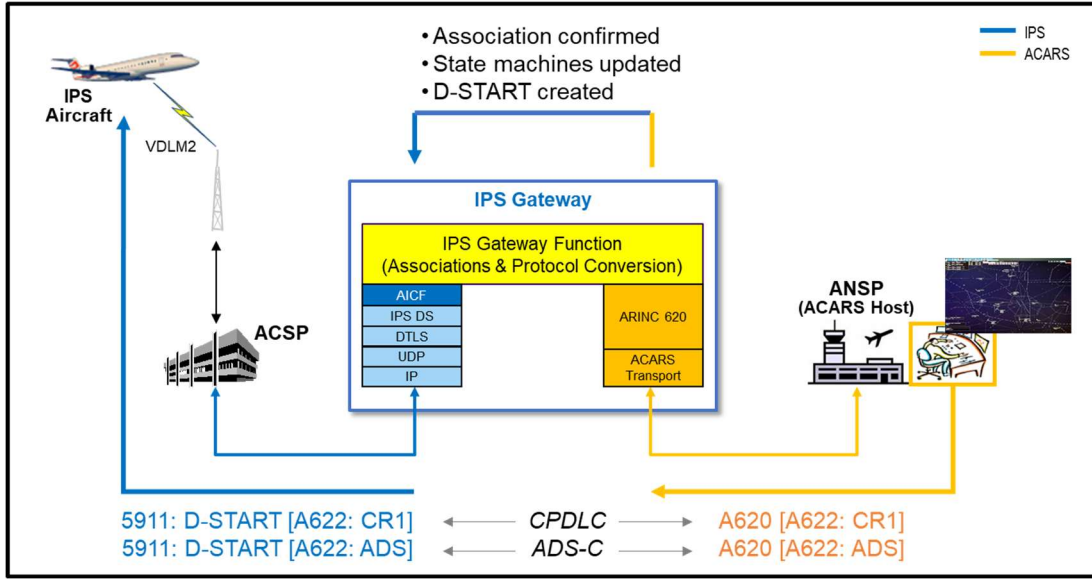 • Association confirmed
• State machines updated
• D-START created
IPS
ACARS
IPS
Aircraft
VDLM2
ACSP
IPS Gateway
IPS Gateway Function
(Associations & Protocol Conversion)
AICF
IPS DS
DTLS
UDP
IP
ARINC 620
ACARS
Transport
ANSP
(ACARS Host)
5911: D-START [A622: CR1]
CPDLC
A620 [A622: CR1]
5911: D-START [A622: ADS]
ADS-C
A620 [A622: ADS]